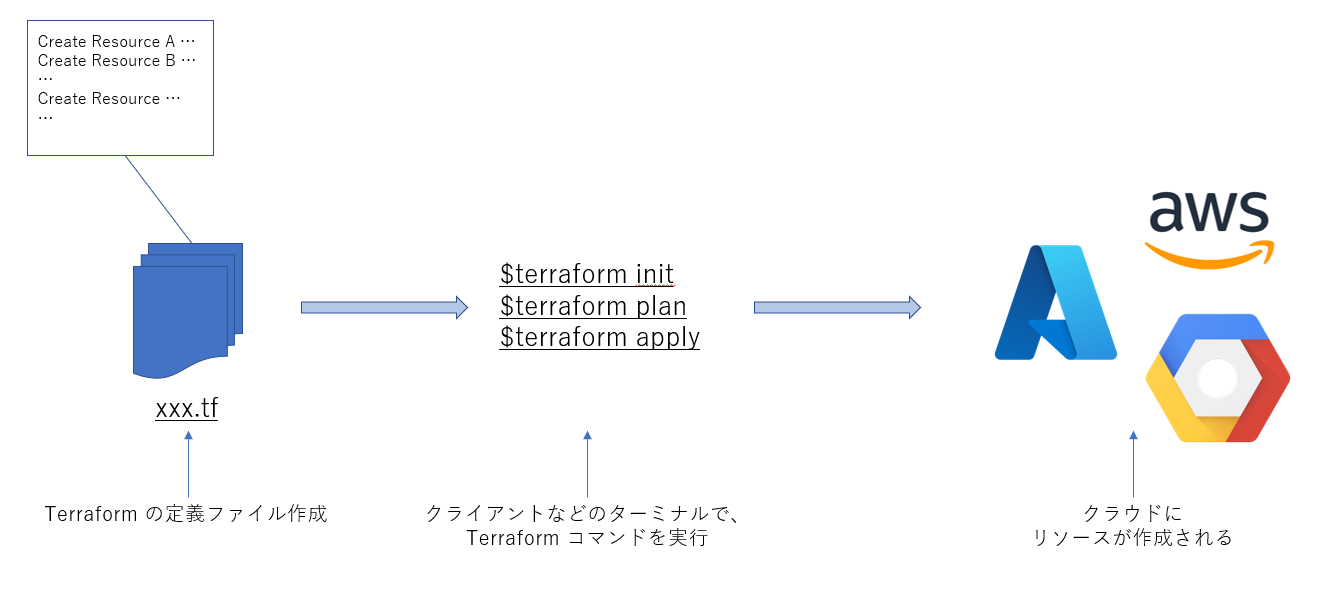 Create Resource A …
Create Resource B …
…
Create Resource …
…
xxx.tf
Terraform の定義ファイル作成
$terraform init
$terraform plan
$terraform apply
クライアントなどのターミナルで、
Terraform コマンドを実行
aws
クラウドに
リソースが作成される